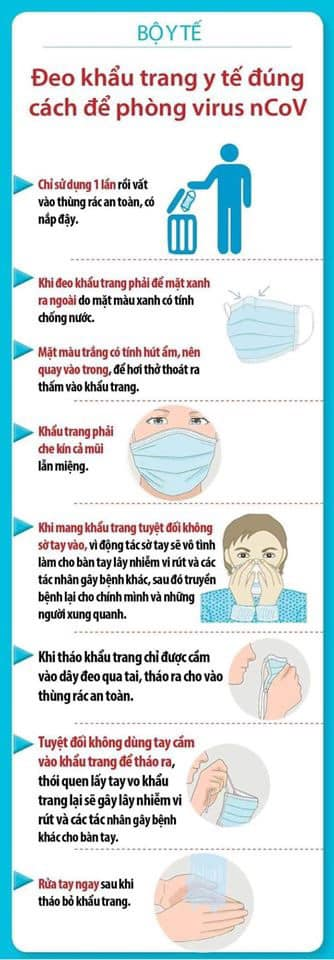 BỘ Y TẾ
Đeo khẩu trang y tế đúng
cách để phòng virus nCoV
Chỉ sử dụng 1 lần rồi vất
vào thùng rác an toàn, có
nắp đậy.
Khi đeo khẩu trang phải để mặt xanh
ra ngoài do mặt màu xanh có tính
chống nước.
Mặt màu trắng có tính hút ẩm, nên
quay vào trong, để hơi thở thoát ra
thấm vào khẩu trang.
Khẩu trang phải
che kín cả mũi
lẫn miệng.
Khi mang khẩu trang tuyệt đối không
sờ tay vào, vì động tác sờ tay sẽ vô tình
làm cho bàn tay lây nhiễm vi rút và các
tác nhân gây bệnh khác, sau đó truyền
bệnh lại cho chính mình và những
người xung quanh.
Khi tháo khẩu trang chỉ được cầm
vào dây đeo qua tai, tháo ra cho vào
thùng rác an toàn.
Tuyệt đối không dùng tay cầm
vào khẩu trang để tháo ra,
thói quen lấy tay vo khẩu
trang lại sẽ gây lây nhiễm vi
rút và các tác nhân gây bệnh
khác cho bàn tay.
Rửa tay ngay sau khi
tháo bỏ khẩu trang.